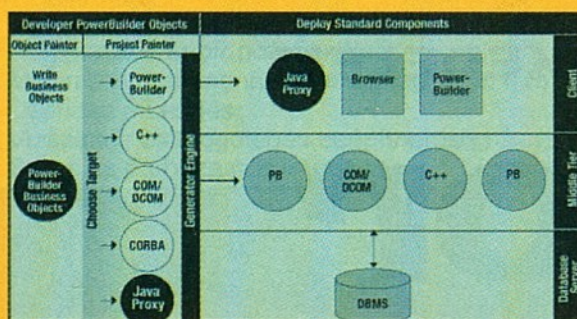 Developer PowerBuilder Objects
Deploy Standard Components
Object Painter
Project Painter
Write
Business
Objects
Power-
Builder
Business
Objects
Choose Target
Power-
Builder
C++
COM/
DCOM
CORBA
Java
Proxy
Generator Engine
Java
Proxy
Browser
Power-
Builder
Client
PB
COM/
DCOM
C++
PB
Middle Tier
DBMS
Database
Server